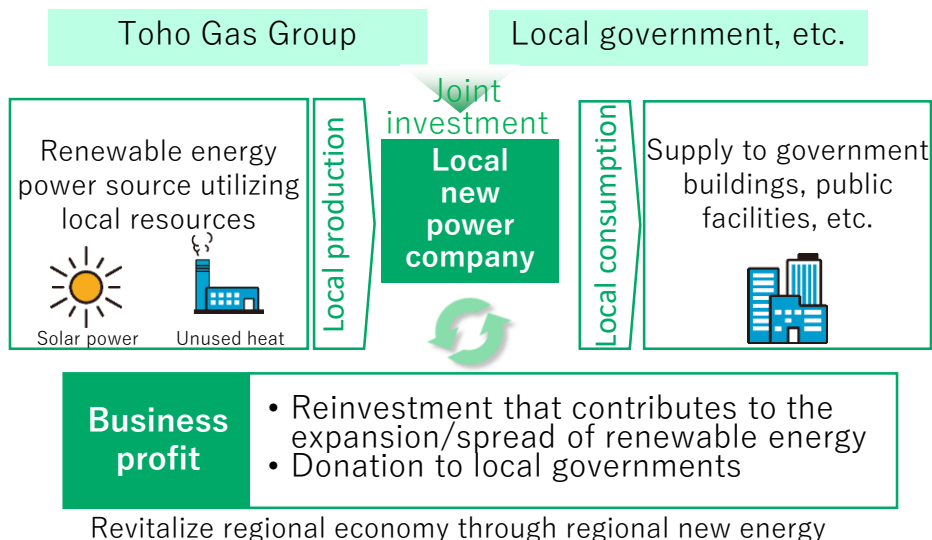 Toho Gas Group
Local government, etc.
Joint
investment
Renewable energy
power source utilizing
local resources
Solar power
Unused heat
Local production
Local
new
power
company
Local consumption
Supply to government
buildings, public
facilities, etc.
Business
profit
• Reinvestment that contributes to the
expansion/spread of renewable energy
• Donation to local governments
Revitalize regional economy through regional new energy